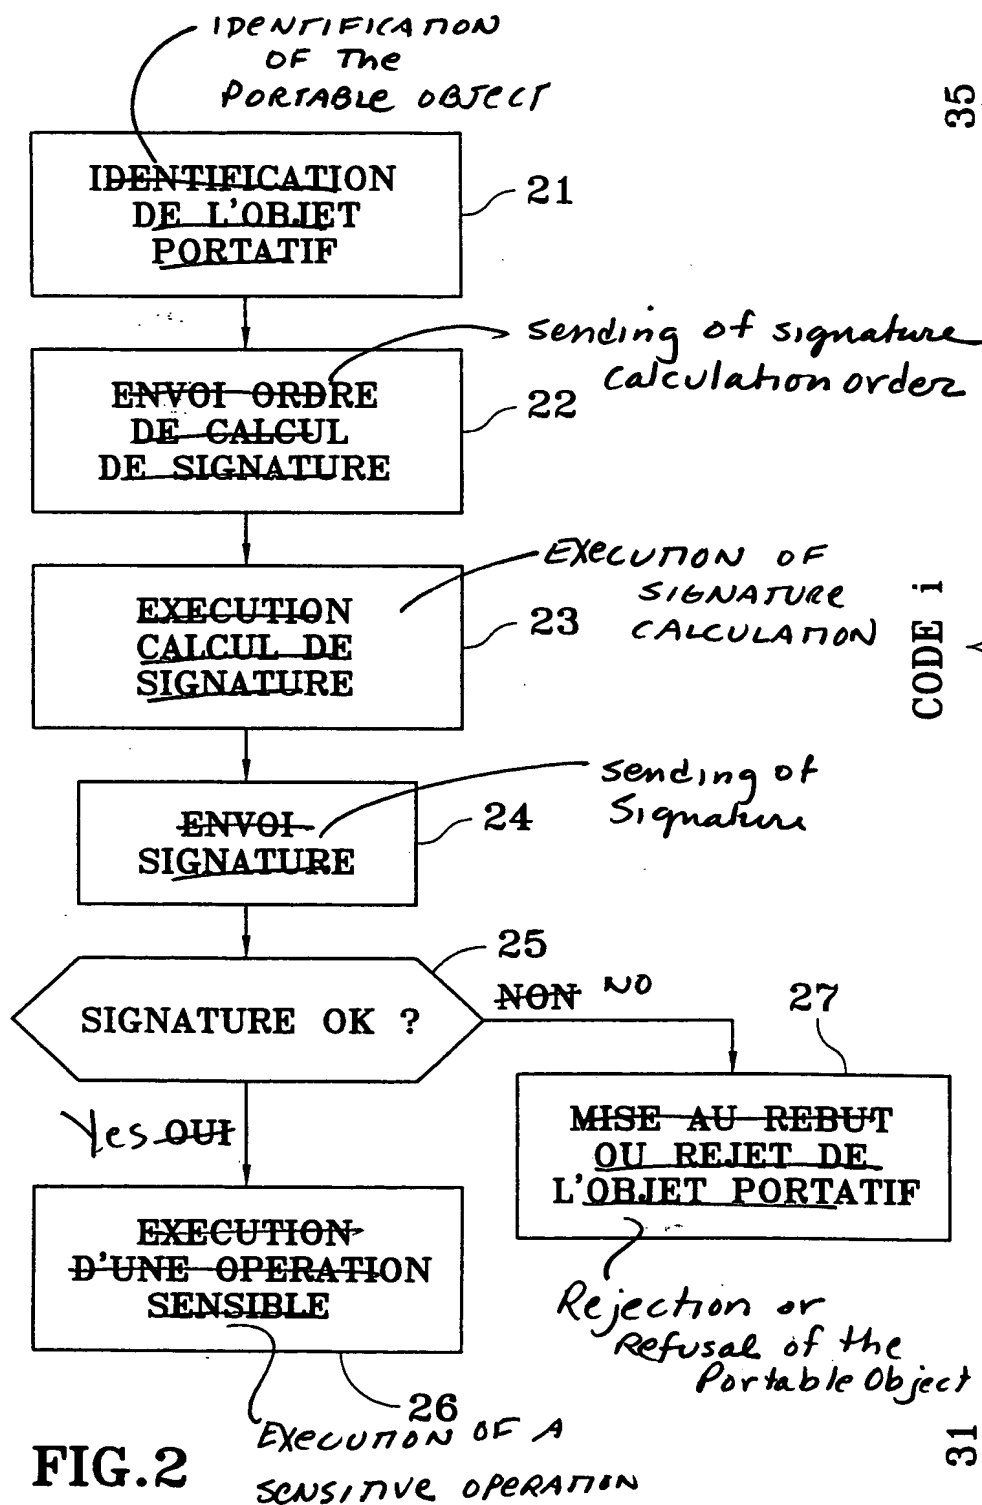 IDENTIFICATION
OF THE
PORTABLE OBJECT
35
IDENTIFICATION
DE L'OBJET
PORTATIF
21
Sending of signature
calculation order
ENVOI ORDRE
DE CALCUL
DE SIGNATURE
22
EXECUTION OF
SIGNATURE
CALCULATION
EXECUTION
CALCUL DE
SIGNATURE
23
CODE i
Sending of
Signature
ENVOI
SIGNATURE
24
25
SIGNATURE OK ?
NON NO
27
Yes OUI
MISE AU REBUT
OU REJET DE
L'OBJET PORTATIF
EXECUTION
D'UNE OPERATION
SENSIBLE
Rejection or
Refusal of the
Portable Object
26
EXECUTION OF A
SENSITIVE OPERATION
FIG.2
31